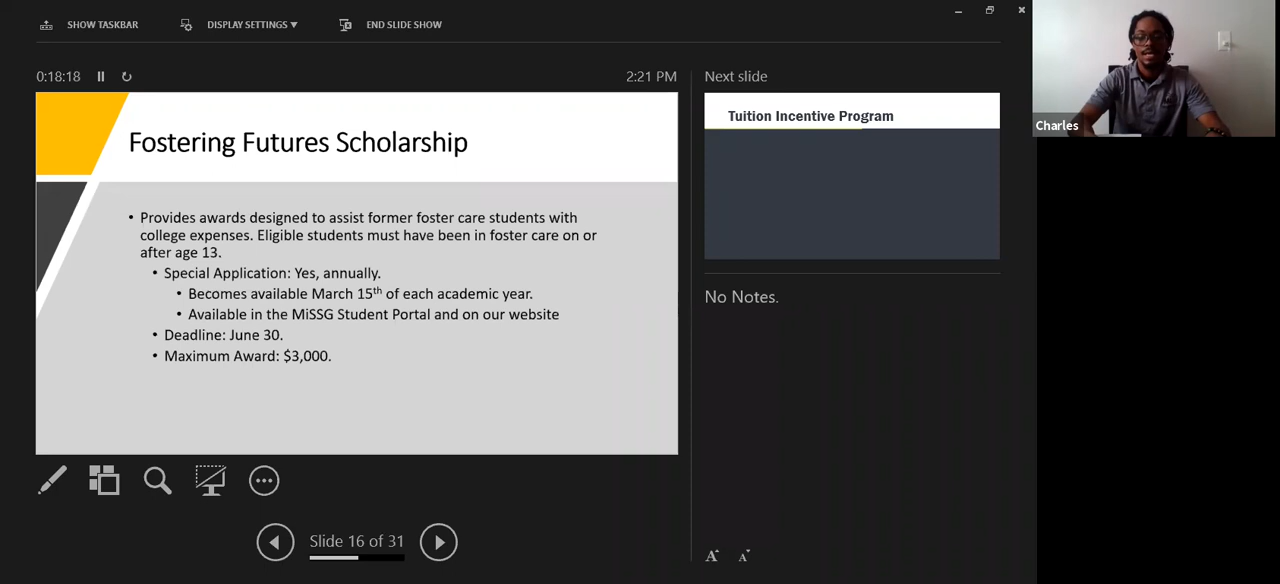 SHOW TASKBAR
DISPLAY SETTINGS ▼
END SLIDE SHOW
0:18:18
2:21 PM
Next slide
Fostering Futures Scholarship
• Provides awards designed to assist former foster care students with
college expenses. Eligible students must have been in foster care on or
after age 13.
• Special Application: Yes, annually.
• Becomes available March 15th of each academic year.
• Available in the MiSSG Student Portal and on our website
• Deadline: June 30.
• Maximum Award: $3,000.
Tuition Incentive Program
No Notes.
Charles
Slide 16 of 31
A A